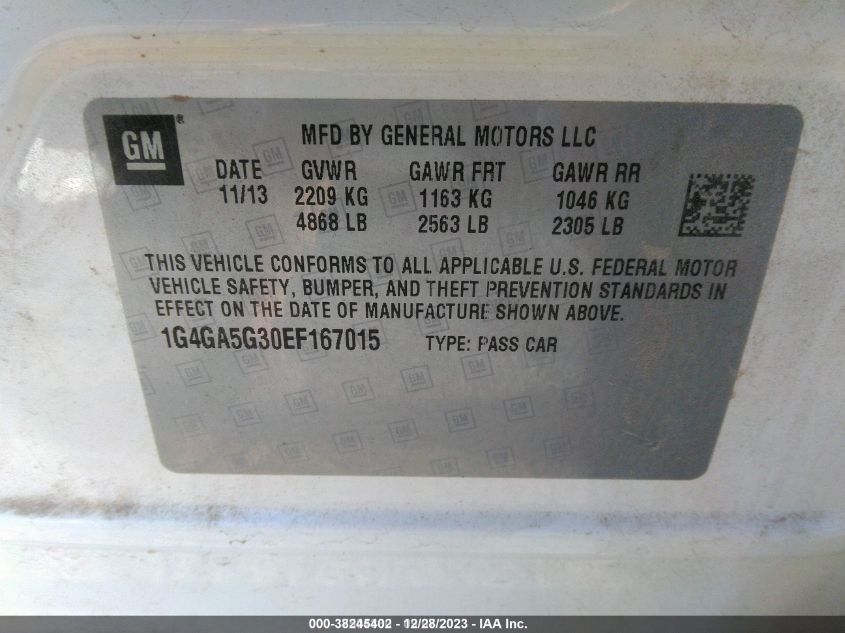 GM ®
MFD BY GENERAL MOTORS LLC
DATE GVWR GAWR FRT GAWR RR
11/13 2209 KG 1163 KG 1046 KG
4868 LB 2563 LB 2305 LB
THIS VEHICLE CONFORMS TO ALL APPLICABLE U.S. FEDERAL MOTOR
VEHICLE SAFETY, BUMPER, AND THEFT PREVENTION STANDARDS IN
EFFECT ON THE DATE OF MANUFACTURE SHOWN ABOVE.
1G4GA5G30EF167015 TYPE: PASS CAR
000-38245402 - 12/28/2023 - IAA Inc.